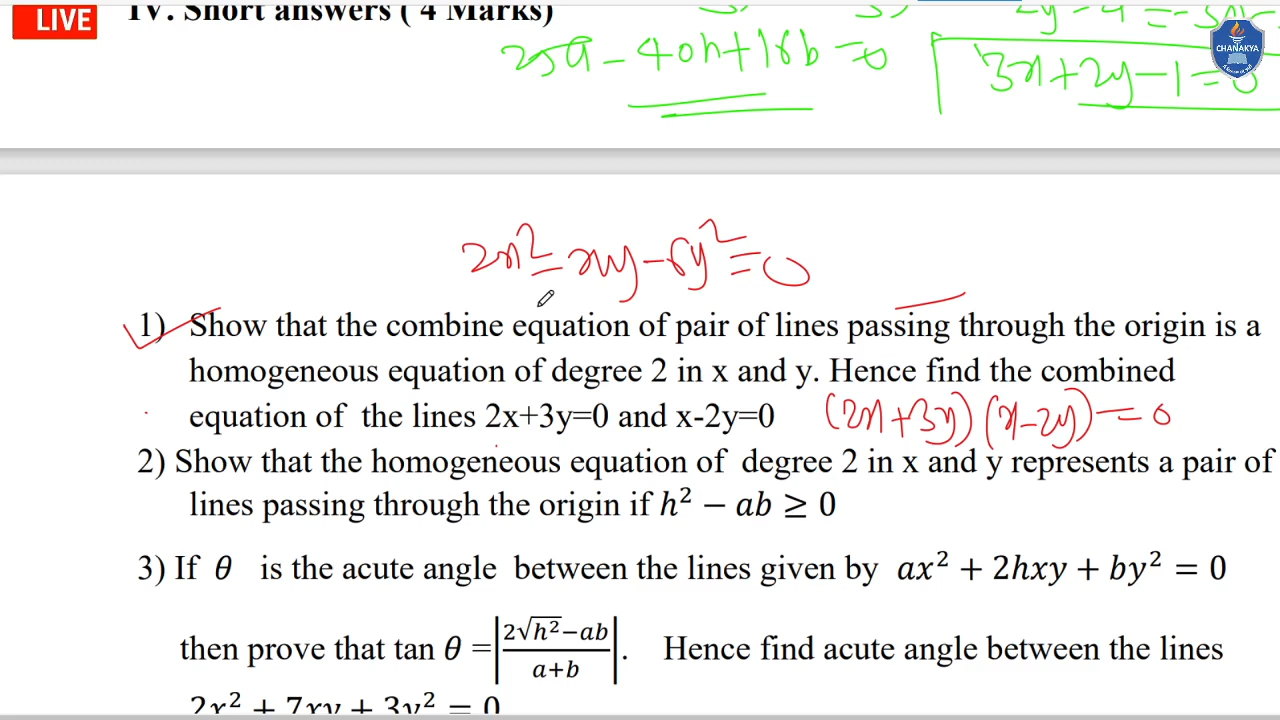 LIVE
IV. Short answers ( 4 Marks)
25a - 40h + 16b = 0
3x + 2y - 1 = 0
CHANAKYA
2x² - xy - 6y² = 0
1) Show that the combine equation of pair of lines passing through the origin is a
homogeneous equation of degree 2 in x and y. Hence find the combined
equation of the lines 2x+3y=0 and x-2y=0 (2x+3y)(x-2y) = 0
2) Show that the homogeneous equation of degree 2 in x and y represents a pair of
lines passing through the origin if h² − ab ≥ 0
3) If θ is the acute angle between the lines given by ax² + 2hxy + by² = 0
then prove that tan θ = |2√h²−ab / a+b|. Hence find acute angle between the lines
2x² + 7xy + 3y² = 0